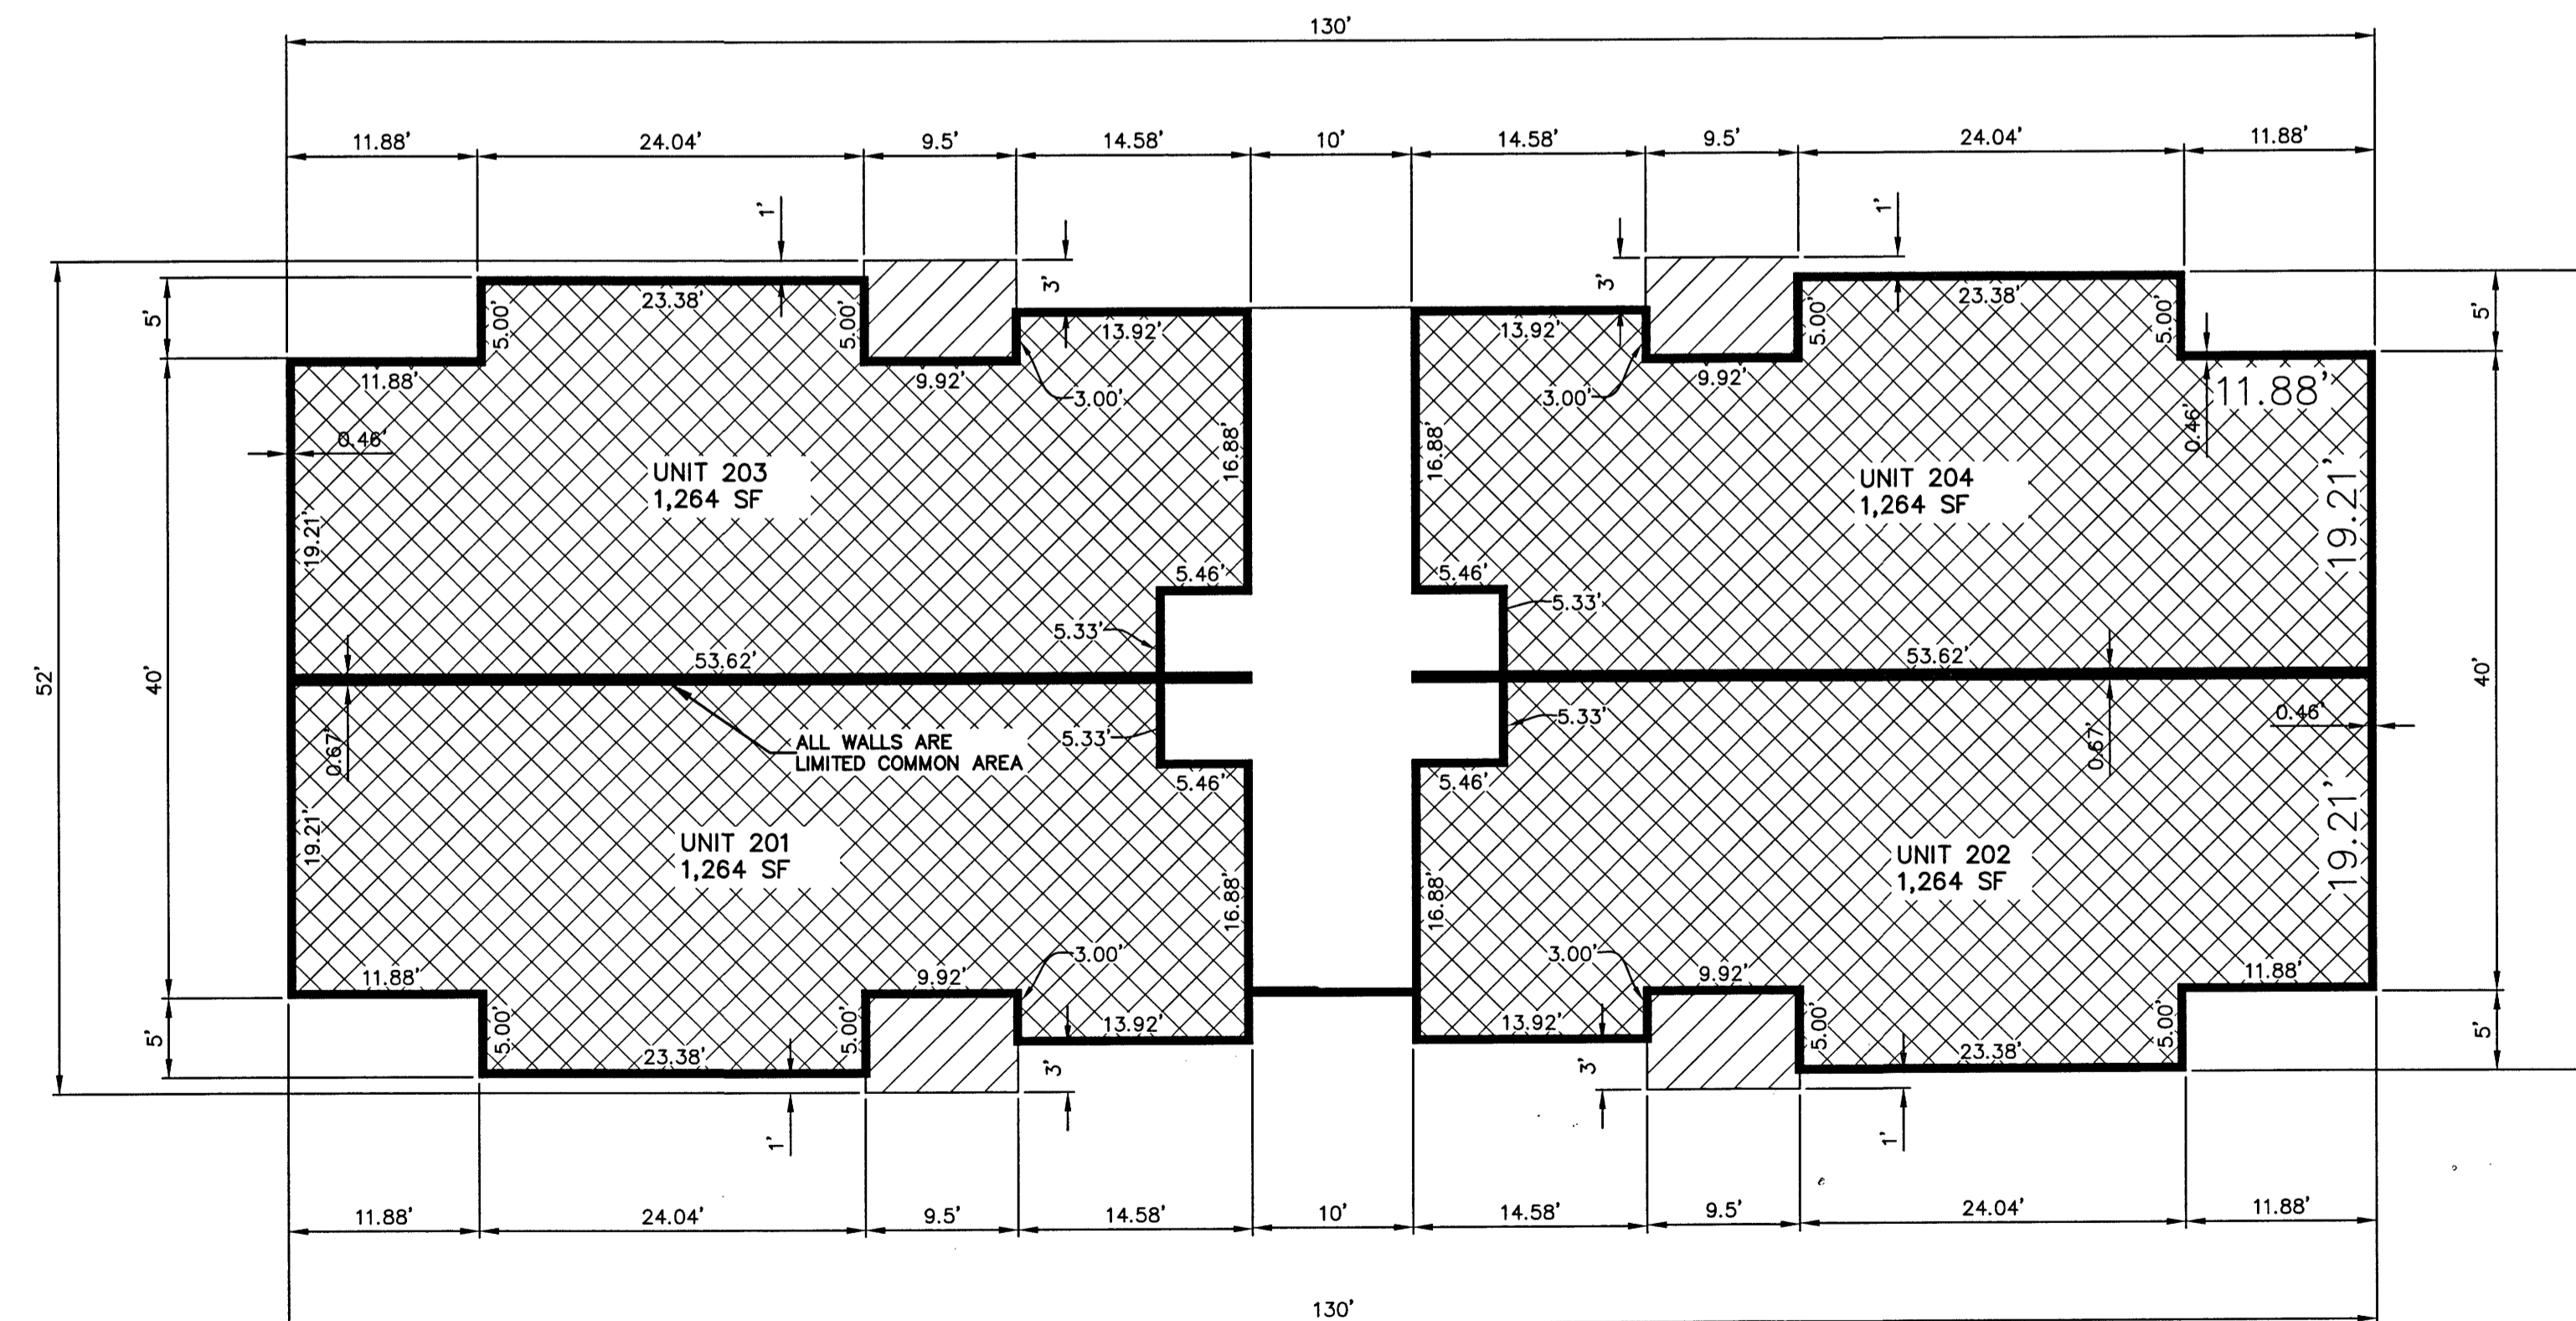 130'
11.88' 24.04' 9.5' 14.58' 10' 14.58' 9.5' 24.04' 11.88'
1' 1'
3' 3'
5' 23.38' 23.38' 5'
5.00' 5.00' 13.92' 13.92' 5.00' 5.00'
11.88' 9.92' 3.00' 3.00' 9.92' 11.88'
0.46' 0.46'
16.88' 16.88'
UNIT 203
1,264 SF
UNIT 204
1,264 SF
19.21' 19.21'
5.46' 5.46'
5.33' 5.33'
53.62' 53.62'
52' 40' 40'
0.67' 5.33' 5.33' 0.67' 0.46'
ALL WALLS ARE
LIMITED COMMON AREA
5.46' 5.46'
19.21' 19.21'
UNIT 201
1,264 SF
UNIT 202
1,264 SF
16.88' 16.88'
11.88' 9.92' 3.00' 3.00' 9.92' 11.88'
5' 5.00' 5.00' 13.92' 13.92' 5.00' 5.00' 5'
23.38' 23.38'
3' 3'
1' 1'
11.88' 24.04' 9.5' 14.58' 10' 14.58' 9.5' 24.04' 11.88'
130'